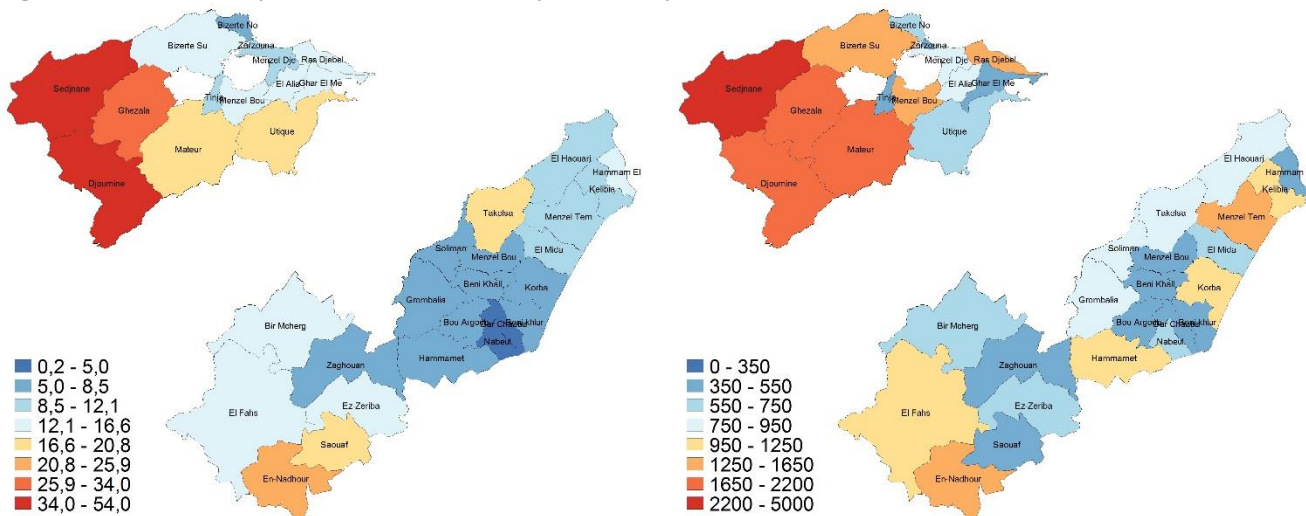 Bizerte No
Bizerte Su
Zarzouna
Menzel Dje
Ras Djebel
Sedjnane
El Alia
Ghar El Me
Ghezala
Tinja
Menzel Bou
Utique
Mateur
Djoumine
El Haouari
Hammam El
Kelibia
Takolsa
Menzel Tem
Soliman
El Mida
Menzel Bou
Beni Khall
Korba
Grombalia
Bou Argoub
Dar Chaaba
Beni Khiar
Bir Mcherg
Nabeul
Hammamet
Zaghouan
El Fahs
Ez-Zeriba
Saouaf
En-Nadhour
0,2 - 5,0
5,0 - 8,5
8,5 - 12,1
12,1 - 16,6
16,6 - 20,8
20,8 - 25,9
25,9 - 34,0
34,0 - 54,0
Bizerte No
Bizerte Su
Zarzouna
Menzel Dje
Ras Djebel
Sedjnane
El Alia
Ghar El Me
Ghezala
Tinja
Menzel Bou
Utique
Mateur
Djoumine
El Haouari
Hammam
Kelibia
Takolsa
Menzel Tem
Soliman
El Mida
Menzel Bou
Beni Khall
Korba
Grombalia
Bou Argoub
Dar Chaaba
Beni Khiar
Bir Mcherg
Nabeul
Hammamet
Zaghouan
El Fahs
Ez-Zeriba
Saouaf
En-Nadhour
0 - 350
350 - 550
550 - 750
750 - 950
950 - 1250
1250 - 1650
1650 - 2200
2200 - 5000